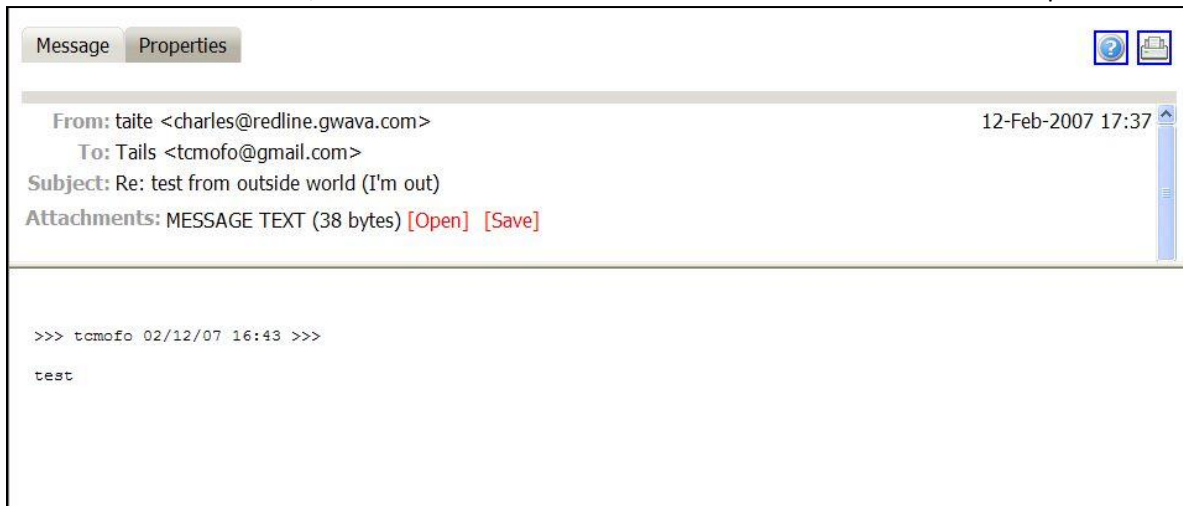 Message Properties
From: taite <charles@redline.gwava.com> 12-Feb-2007 17:37
To: Tails <tcmofo@gmail.com>
Subject: Re: test from outside world (I'm out)
Attachments: MESSAGE TEXT (38 bytes) [Open] [Save]
>>> tcmofo 02/12/07 16:43 >>>
test